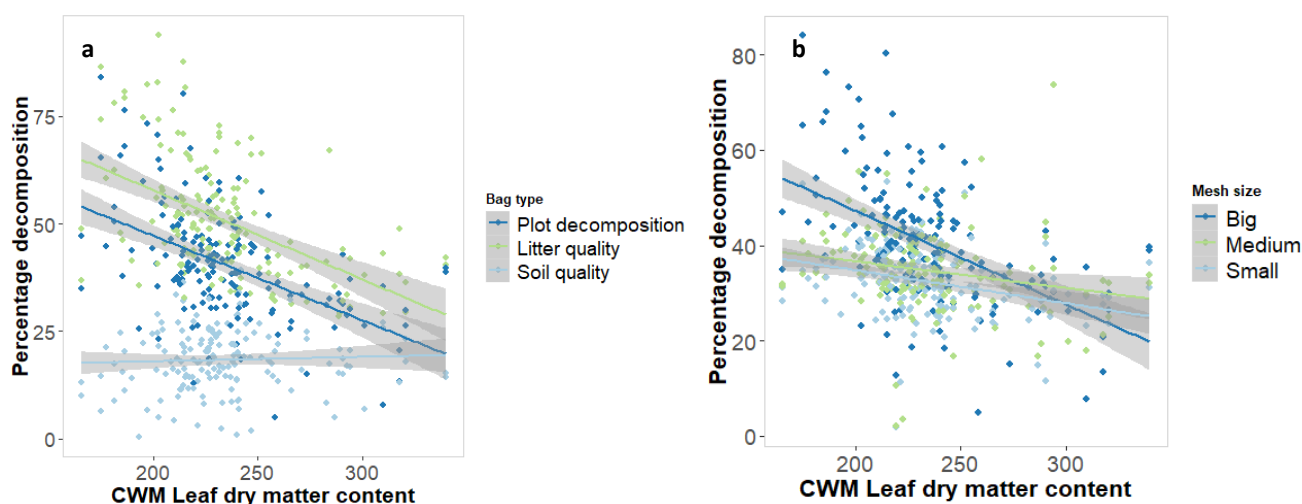 a
Percentage decomposition
75
50
25
0
200 250 300
CWM Leaf dry matter content
Bag type
Plot decomposition
Litter quality
Soil quality
b
Percentage decomposition
80
60
40
20
0
200 250 300
CWM Leaf dry matter content
Mesh size
Big
Medium
Small